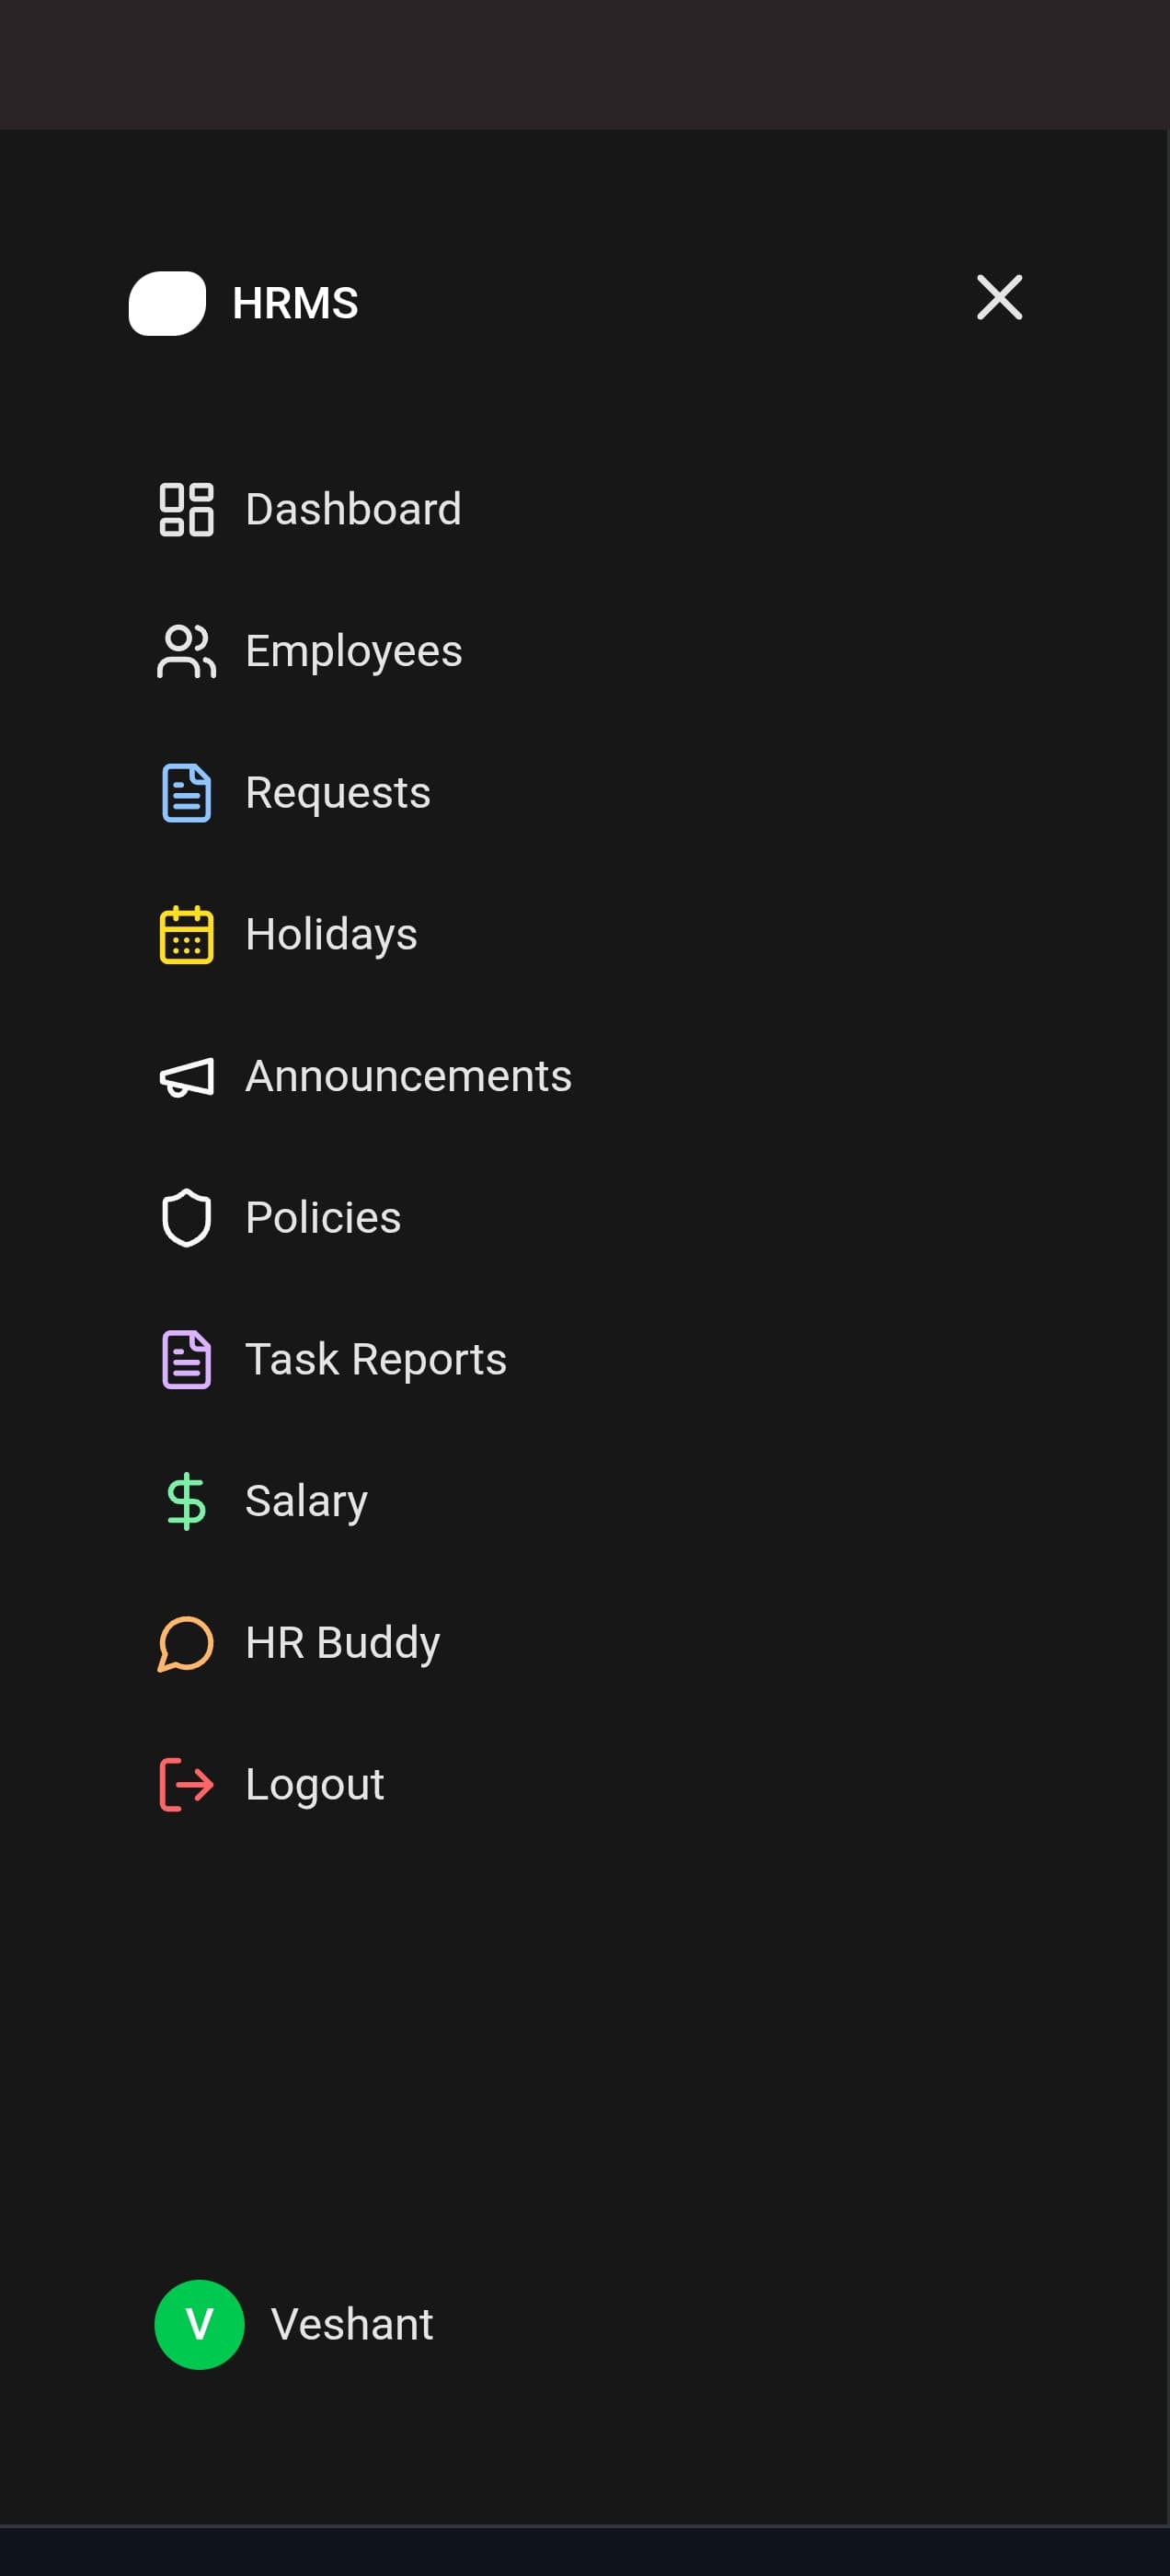 HRMS
Dashboard
Employees
Requests
Holidays
Announcements
Policies
Task Reports
Salary
HR Buddy
Logout
V Veshant